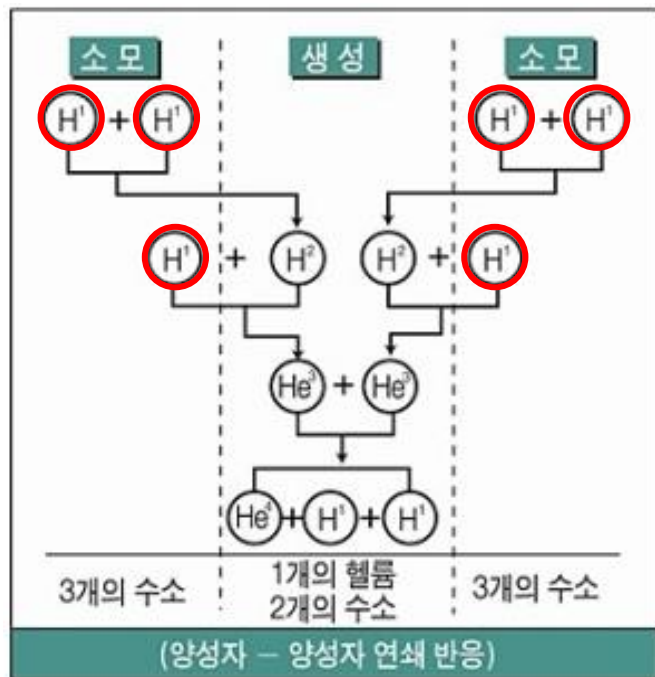 소모 생성 소모
H¹ + H¹ H¹ + H¹
H¹ + H² H² + H¹
He³ + He³
He⁴ + H¹ + H¹
3개의 수소 1개의 헬륨 3개의 수소
2개의 수소
(양성자 – 양성자 연쇄 반응)